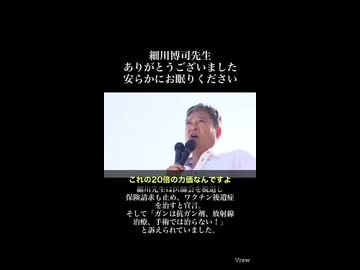 細川博司先生
ありがとうございました
安らかにお眠りください
これの20倍の力価なんですよ
細川先生は医師会を脱退し
保険請求も止め、ワクチン後遺症
を治すと宣言。
そして「ガンは抗ガン剤、放射線
治療、手術では治らない！」
と訴えられていました。
Vrew